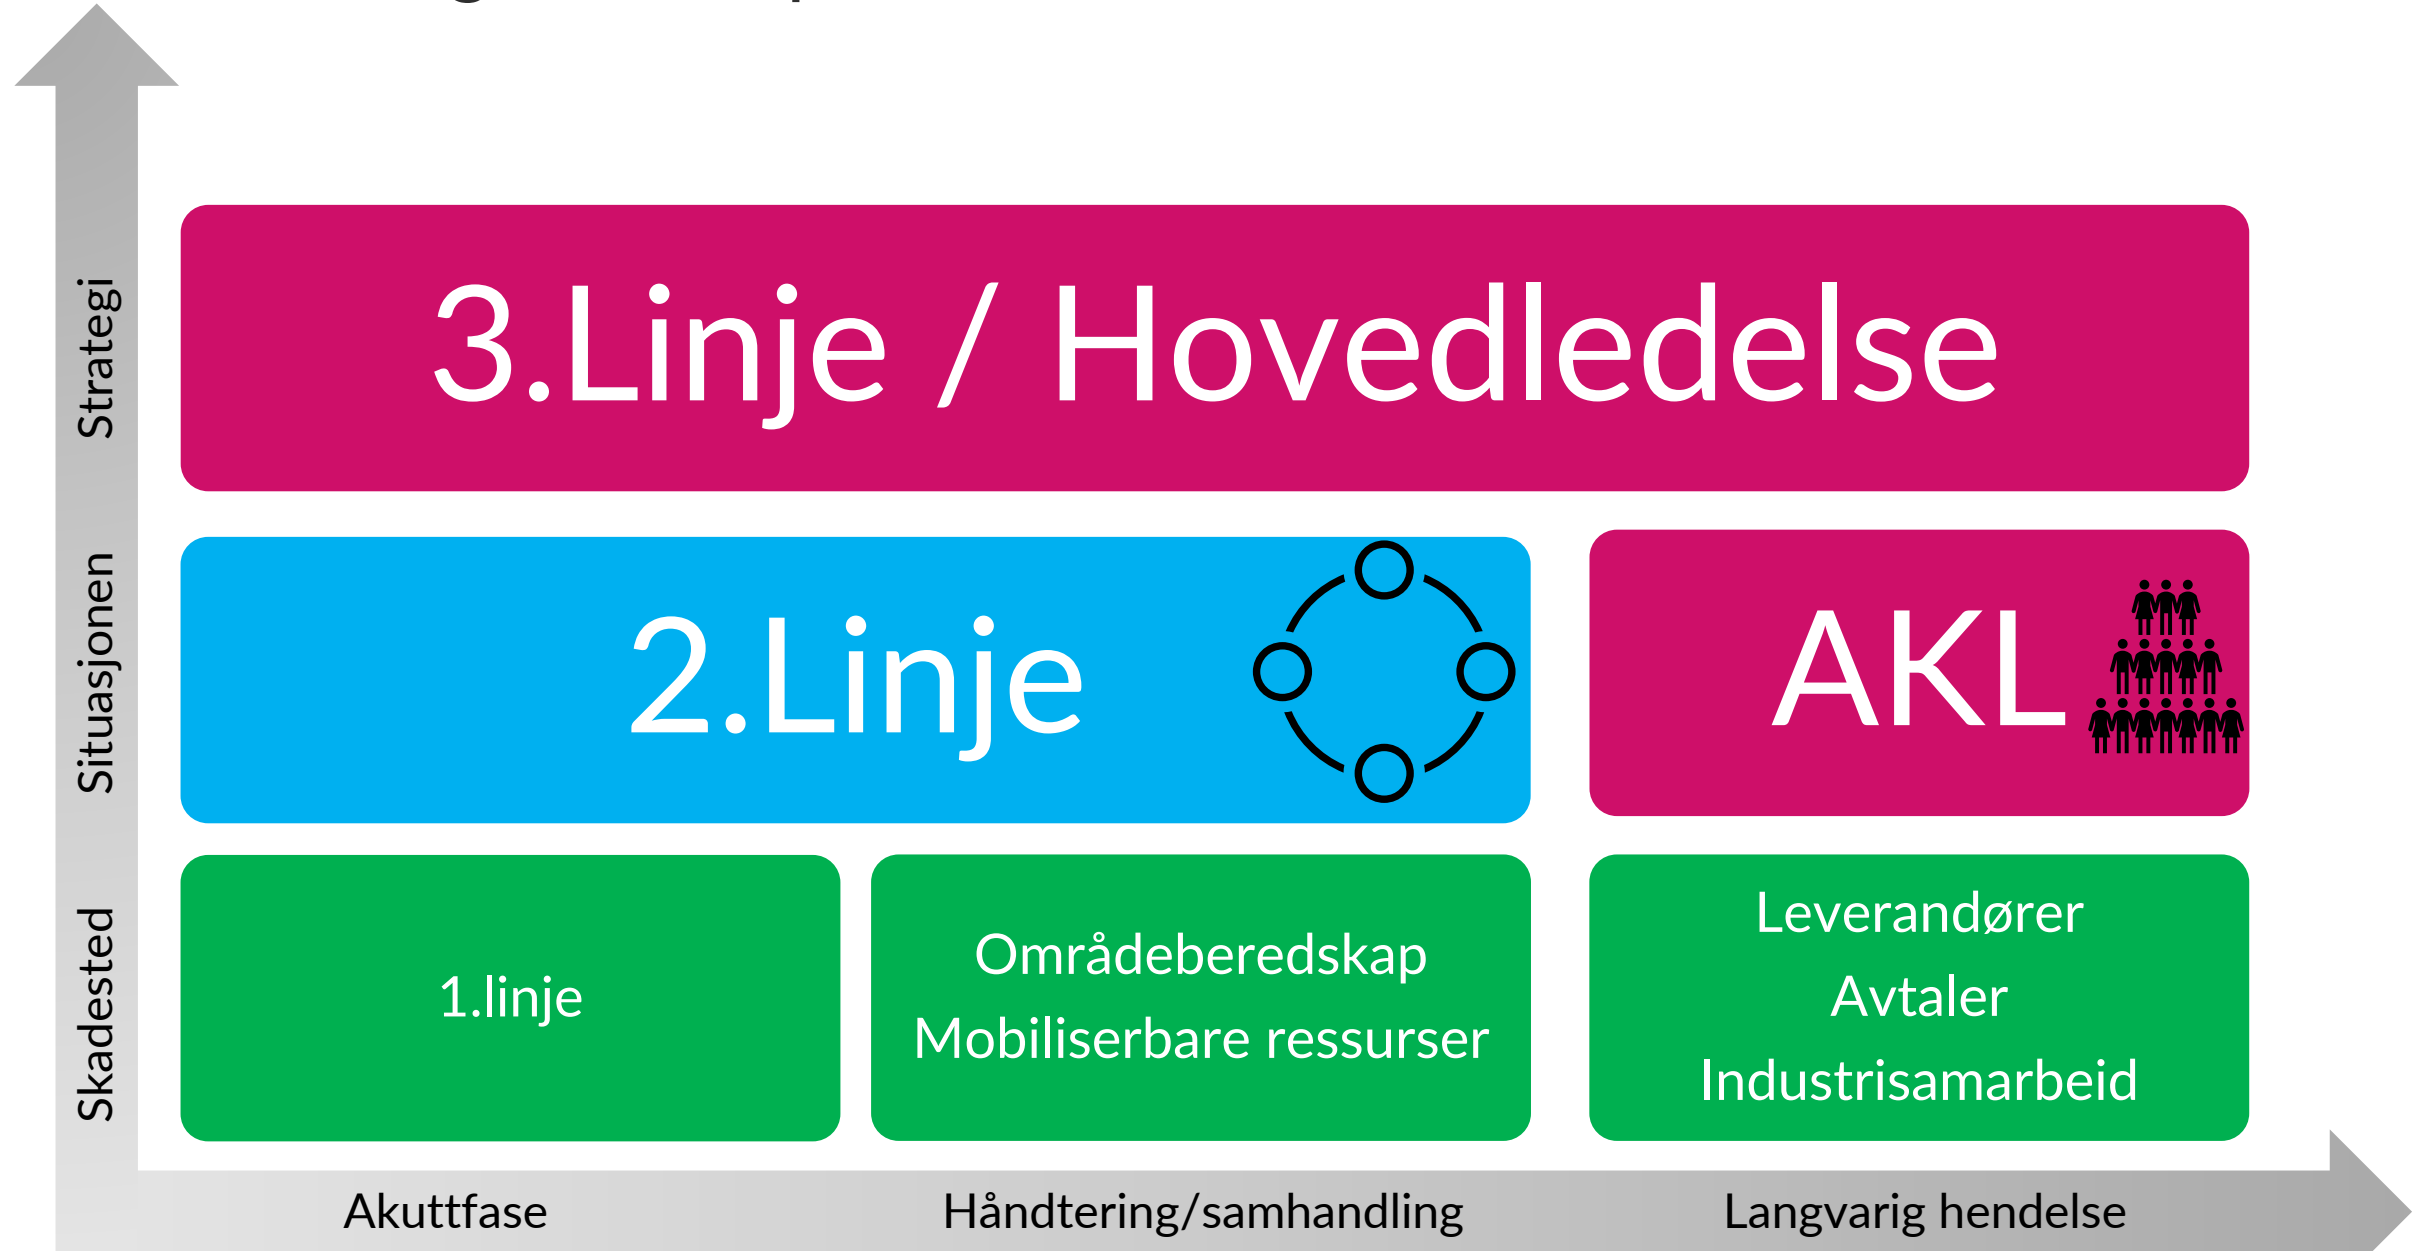 Strategi
3.Linje / Hovedledelse
Situasjonen
2.Linje
AKL
Skadested
1.linje
Områdeberedskap
Mobiliserbare ressurser
Leverandører
Avtaler
Industrisamarbeid
Akuttfase
Håndtering/samhandling
Langvarig hendelse